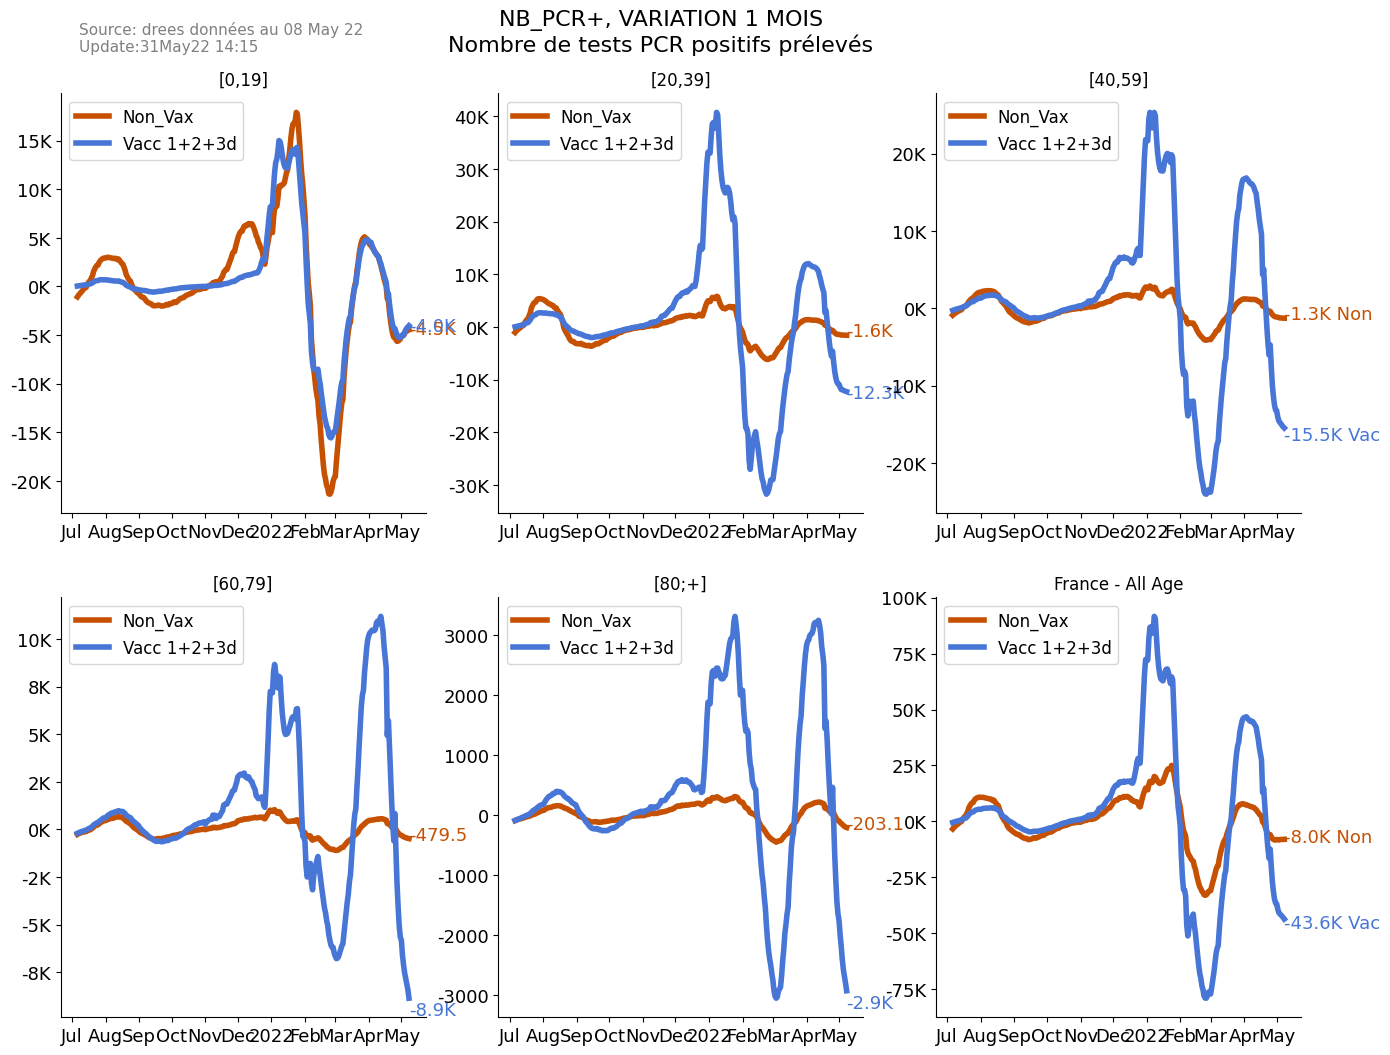 NB_PCR+, VARIATION 1 MOIS
Nombre de tests PCR positifs prélevés
Source: drees données au 08 May 22
Update:31May22 14:15
[0,19]
Non_Vax
Vacc 1+2+3d
15K
10K
5K
0K
-5K
-10K
-15K
-20K
-4.0K
-4.5K
Jul Aug Sep Oct Nov Dec 2022 Feb Mar Apr May
[20,39]
Non_Vax
Vacc 1+2+3d
40K
30K
20K
10K
0K
-10K
-20K
-30K
-1.6K
-12.3K
Jul Aug Sep Oct Nov Dec 2022 Feb Mar Apr May
[40,59]
Non_Vax
Vacc 1+2+3d
20K
10K
0K
-10K
-20K
-1.3K Non
-15.5K Vac
Jul Aug Sep Oct Nov Dec 2022 Feb Mar Apr May
[60,79]
Non_Vax
Vacc 1+2+3d
10K
8K
5K
2K
0K
-2K
-5K
-8K
-479.5
-8.9K
Jul Aug Sep Oct Nov Dec 2022 Feb Mar Apr May
[80;+]
Non_Vax
Vacc 1+2+3d
3000
2000
1000
0
-1000
-2000
-3000
-203.1
-2.9K
Jul Aug Sep Oct Nov Dec 2022 Feb Mar Apr May
France - All Age
Non_Vax
Vacc 1+2+3d
100K
75K
50K
25K
0K
-25K
-50K
-75K
-8.0K Non
-43.6K Vac
Jul Aug Sep Oct Nov Dec 2022 Feb Mar Apr May